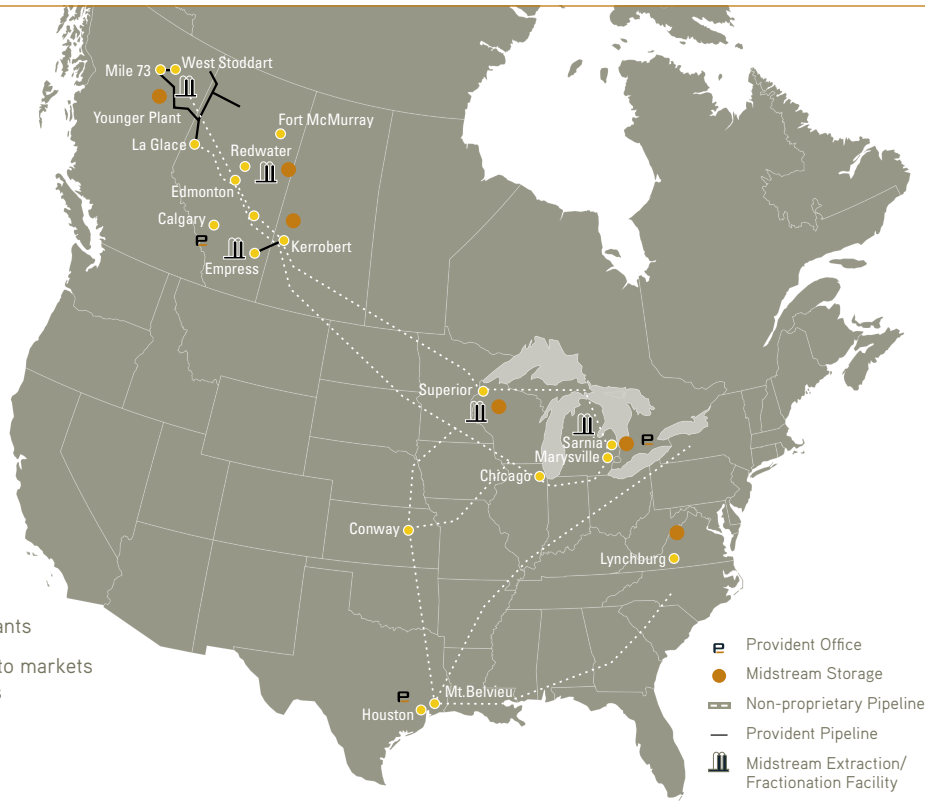 Mile 73
West Stoddart
Younger Plant
La Glace
Fort McMurray
Redwater
Edmonton
Calgary
Kerrobert
Empress
Superior
Sarnia
Marysville
Chicago
Conway
Lynchburg
Mt.Belvieu
Houston
ants
to markets
s
Provident Office
Midstream Storage
Non-proprietary Pipeline
Provident Pipeline
Midstream Extraction/
Fractionation Facility